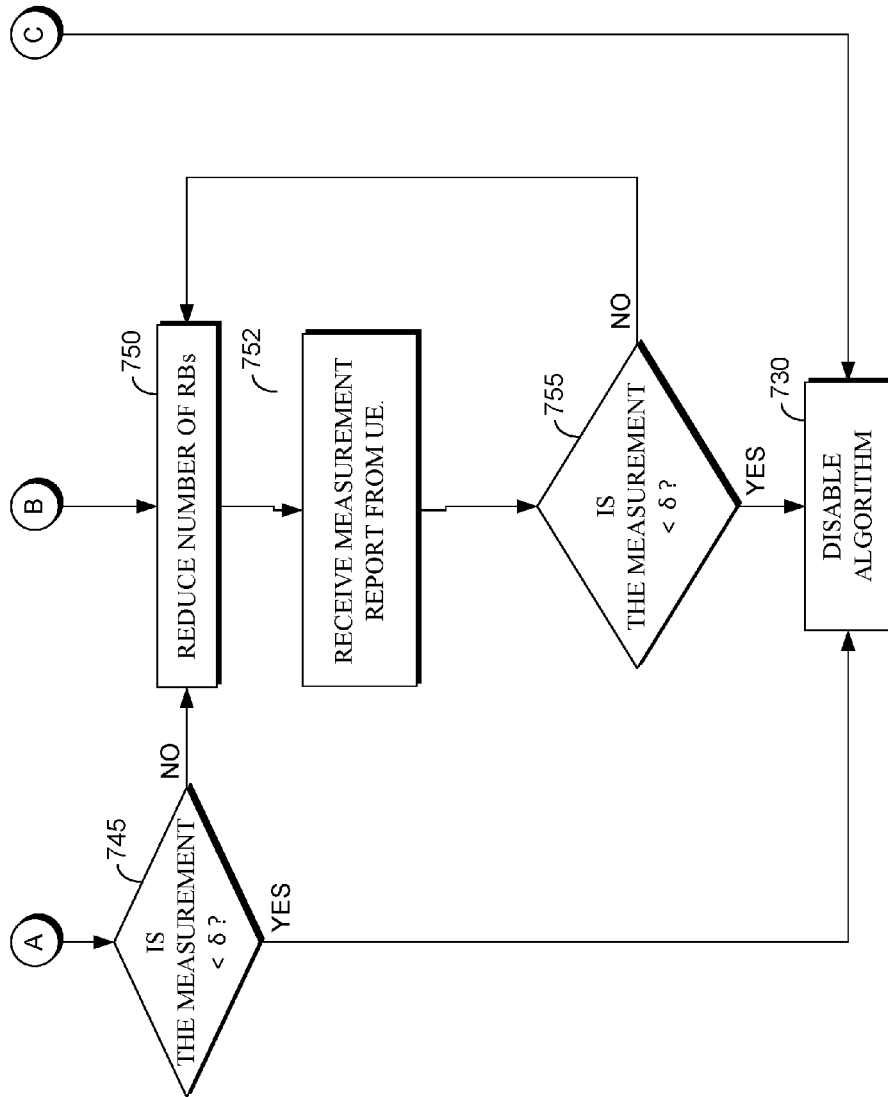 A
B
C
745
IS
THE MEASUREMENT
< δ ?
NO
YES
750
REDUCE NUMBER OF RBs
752
RECEIVE MEASUREMENT
REPORT FROM UE.
755
IS
THE MEASUREMENT
< δ ?
NO
YES
730
DISABLE
ALGORITHM